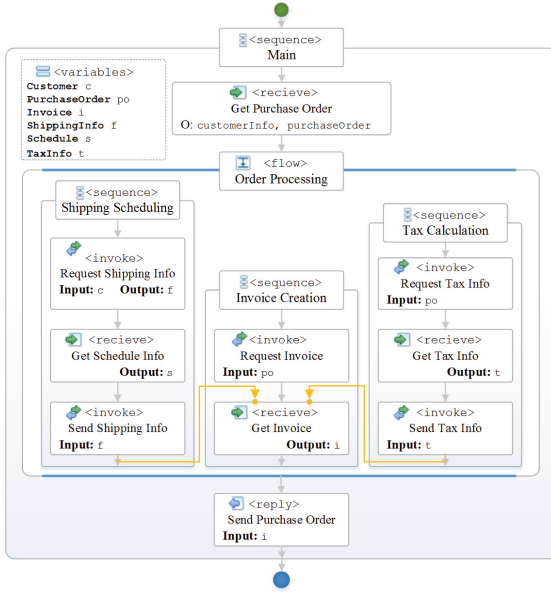 <sequence>
Main
<variables>
Customer c
PurchaseOrder po
Invoice i
ShippingInfo f
Schedule s
TaxInfo t
<recieve>
Get Purchase Order
O: customerInfo, purchaseOrder
<flow>
Order Processing
<sequence>
Shipping Scheduling
<invoke>
Request Shipping Info
Input: c Output: f
<recieve>
Get Schedule Info
Output: s
<invoke>
Send Shipping Info
Input: f
<sequence>
Invoice Creation
<invoke>
Request Invoice
Input: po
<recieve>
Get Invoice
Output: i
<sequence>
Tax Calculation
<invoke>
Request Tax Info
Input: po
<recieve>
Get Tax Info
Output: t
<invoke>
Send Tax Info
Input: t
<reply>
Send Purchase Order
Input: i